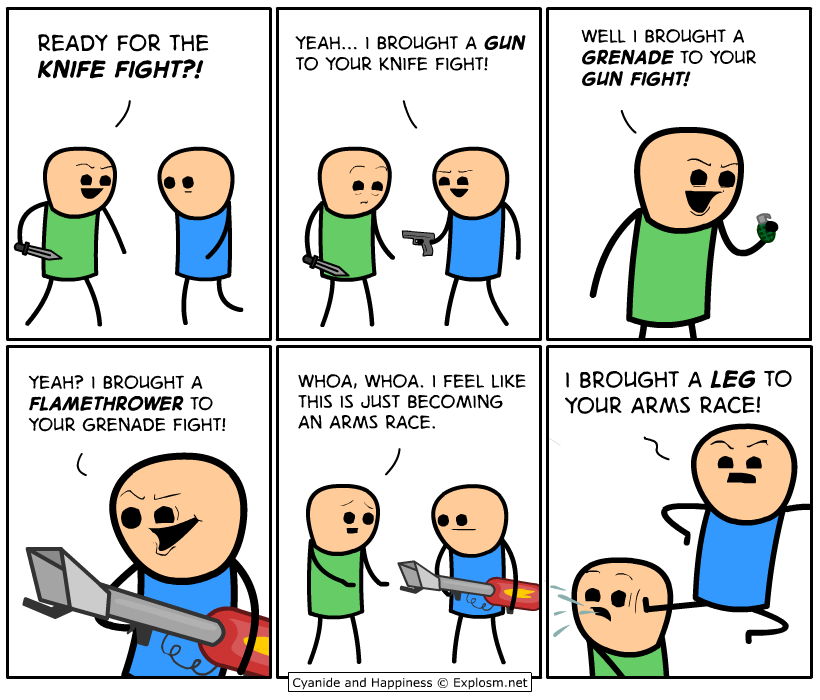 READY FOR THE
KNIFE FIGHT?!
YEAH... I BROUGHT A GUN
TO YOUR KNIFE FIGHT!
WELL I BROUGHT A
GRENADE TO YOUR
GUN FIGHT!
YEAH? I BROUGHT A
FLAMETHROWER TO
YOUR GRENADE FIGHT!
WHOA, WHOA. I FEEL LIKE
THIS IS JUST BECOMING
AN ARMS RACE.
I BROUGHT A LEG TO
YOUR ARMS RACE!
Cyanide and Happiness © Explosm.net